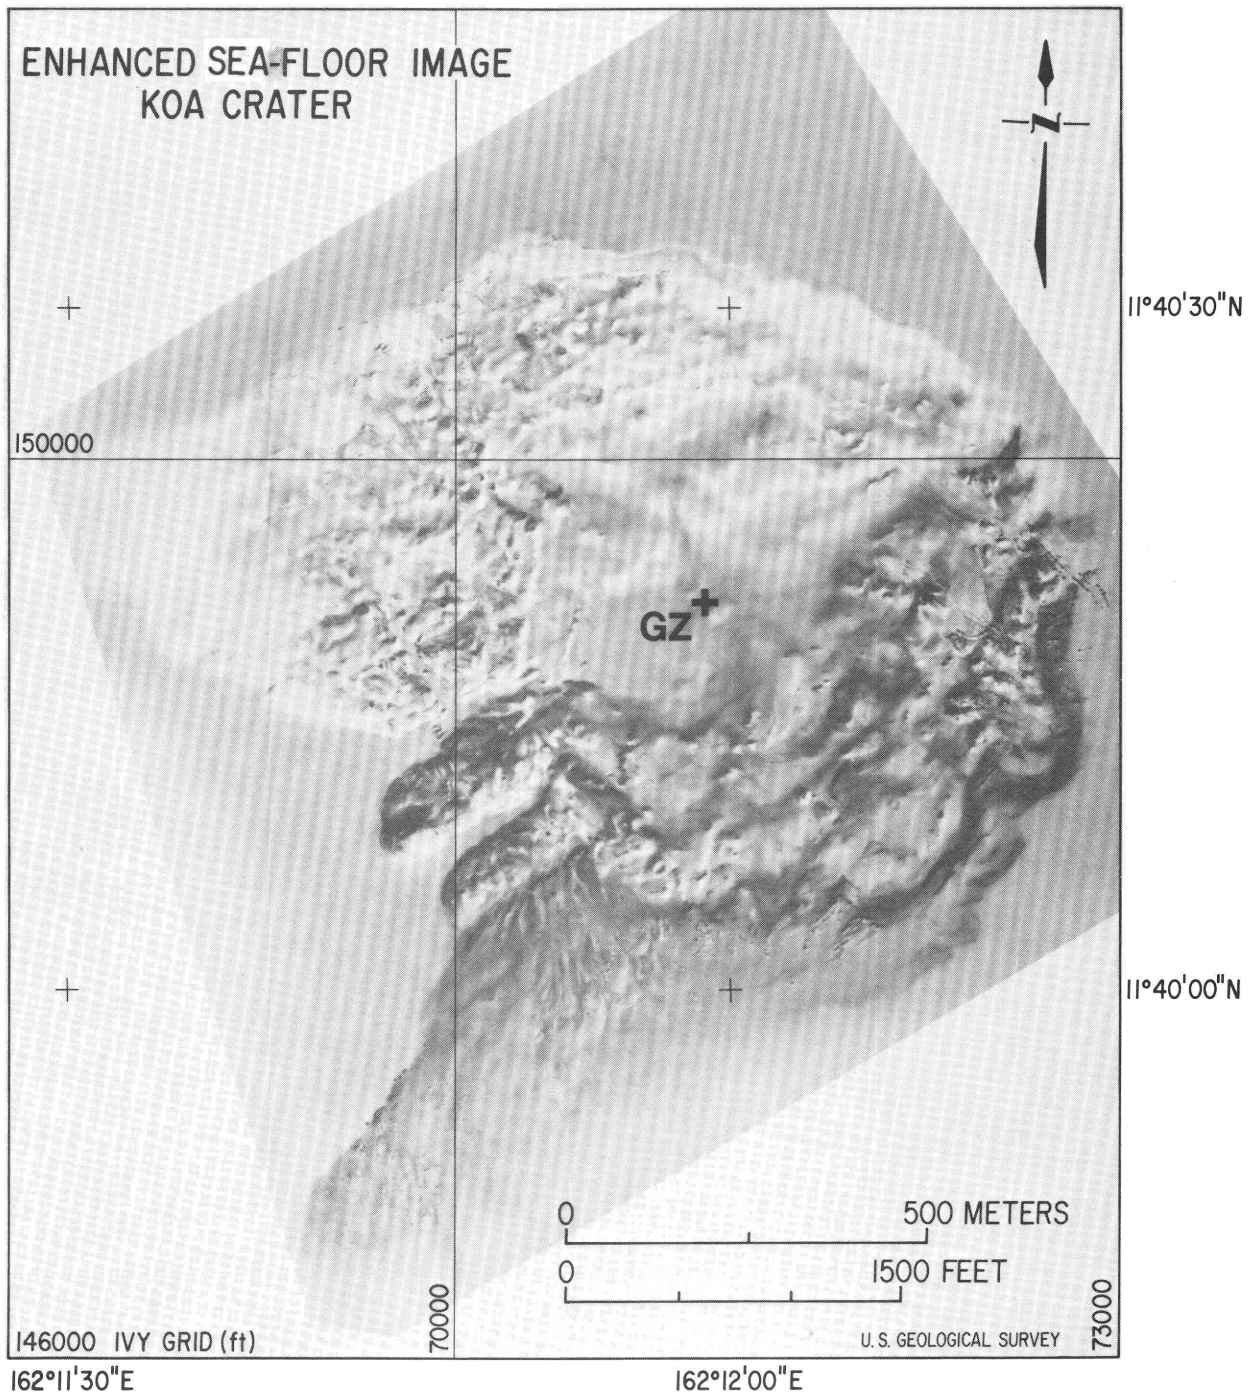 ENHANCED SEA-FLOOR IMAGE
KOA CRATER
N
11°40'30"N
150000
GZ
11°40'00"N
0 500 METERS
0 1500 FEET
70000
73000
146000 IVY GRID (ft)
U.S. GEOLOGICAL SURVEY
162°11'30"E
162°12'00"E